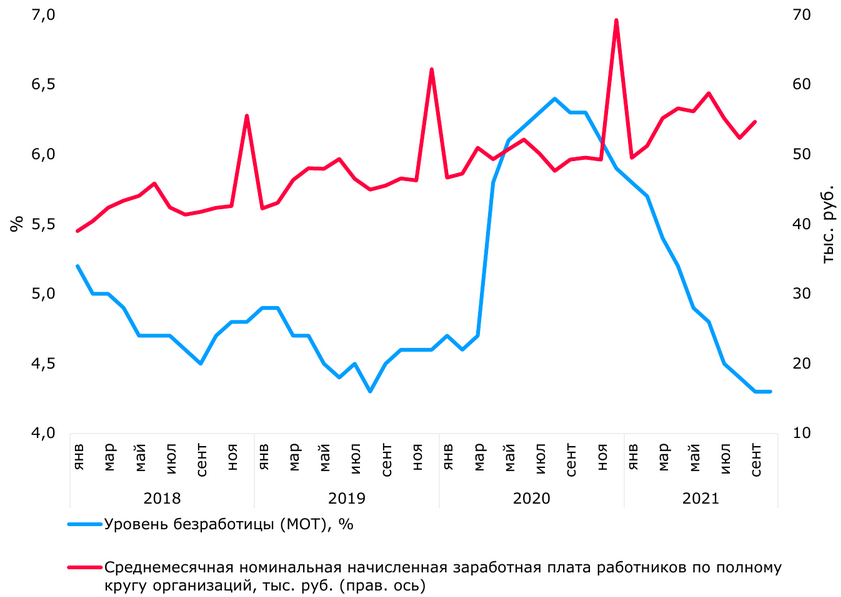 7,0
6,5
6,0
5,5
5,0
4,5
4,0
%
70
60
50
40
30
20
10
тыс. руб.
янв мар май июл сент ноя янв мар май июл сент ноя янв мар май июл сент ноя янв мар май июл сент
2018 2019 2020 2021
Уровень безработицы (МОТ), %
Среднемесячная номинальная начисленная заработная плата работников по полному
кругу организаций, тыс. руб. (прав. ось)